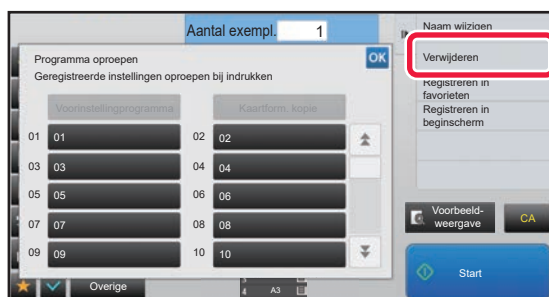 Aantal exempl. 1
Programma oproepen
OK
Geregistreerde instellingen oproepen bij indrukken
Voorinstellingprogramma
Kaartform. kopie
01 01
02 02
03 03
04 04
05 05
06 06
07 07
08 08
09 09
10 10
Naam wijzigen
Verwijderen
Registreren in
favorieten
Registreren in
beginscherm
Voorbeeld-
weergave
CA
Start
Overige
4 A3